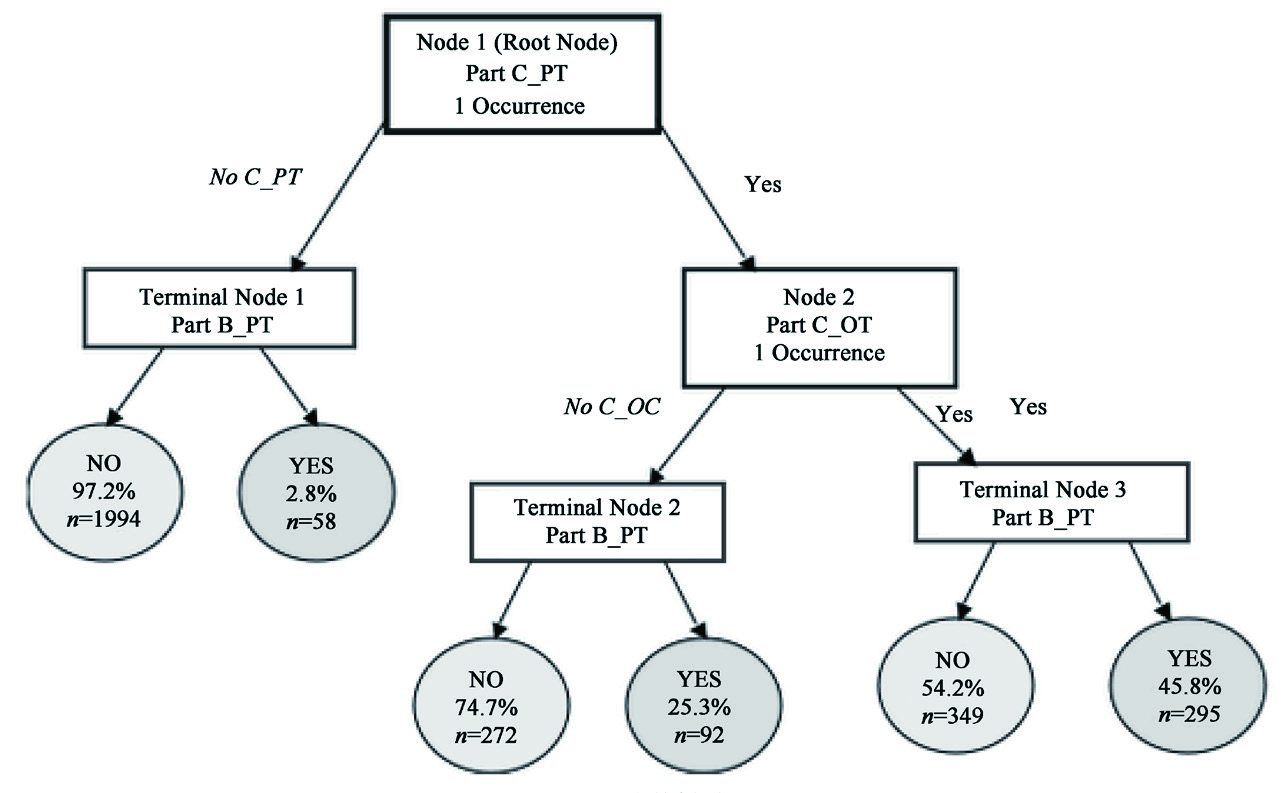 Node 1 (Root Node)
Part C_PT
1 Occurrence
No C_PT
Yes
Terminal Node 1
Part B_PT
Node 2
Part C_OT
1 Occurrence
No C_OC
Yes
Yes
NO
97.2%
n=1994
YES
2.8%
n=58
Terminal Node 2
Part B_PT
Terminal Node 3
Part B_PT
NO
74.7%
n=272
YES
25.3%
n=92
NO
54.2%
n=349
YES
45.8%
n=295